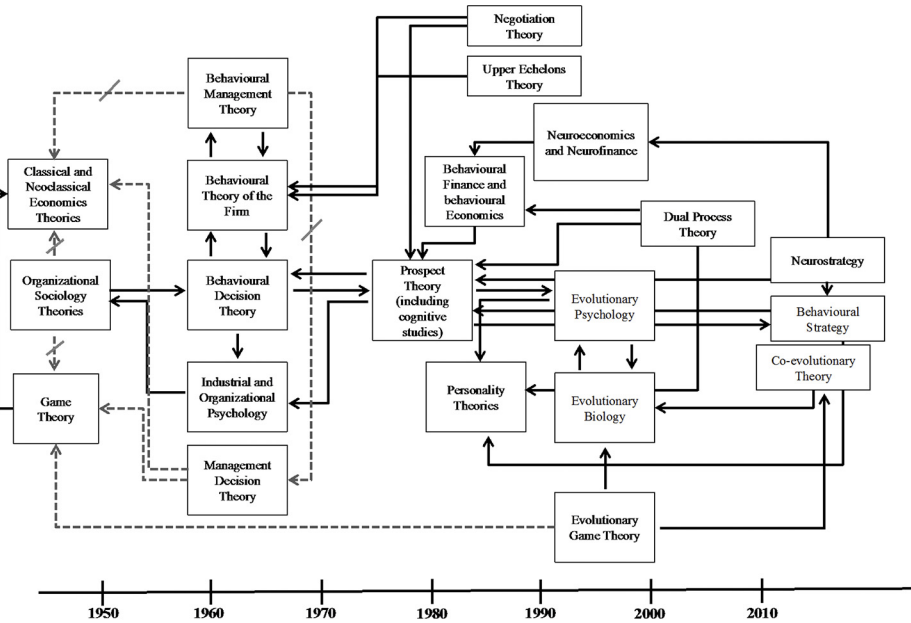 Negotiation
Theory
Upper Echelons
Theory
Behavioural
Management
Theory
Neuroeconomics
and Neurofinance
Classical and
Neoclassical
Economics
Theories
Behavioural
Theory of the
Firm
Behavioural
Finance and
behavioural
Economics
Dual Process
Theory
Organizational
Sociology
Theories
Behavioural
Decision
Theory
Prospect
Theory
(including
cognitive
studies)
Evolutionary
Psychology
Neurostrategy
Behavioural
Strategy
Co-evolutionary
Theory
Game
Theory
Industrial and
Organizational
Psychology
Personality
Theories
Evolutionary
Biology
Management
Decision
Theory
Evolutionary
Game Theory
1950 1960 1970 1980 1990 2000 2010